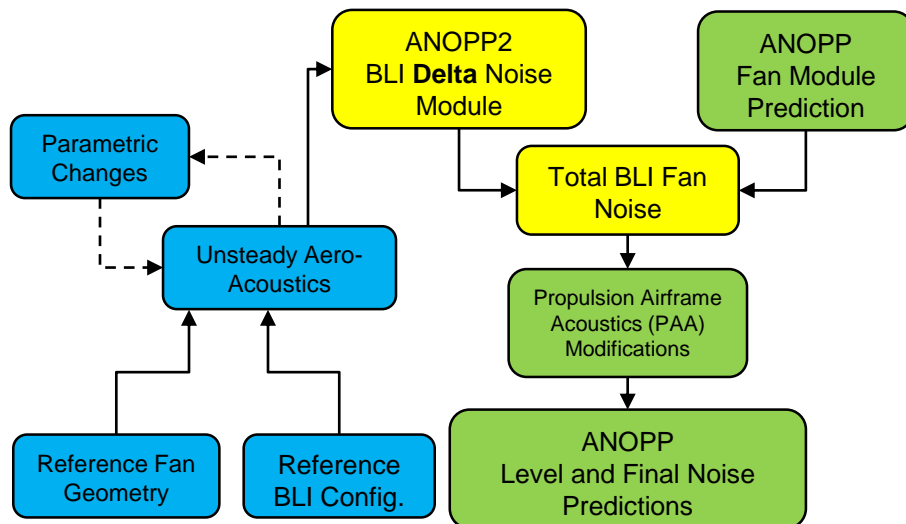 ANOPP2
BLI Delta Noise
Module
ANOPP
Fan Module
Prediction
Parametric
Changes
Total BLI Fan
Noise
Unsteady Aero-
Acoustics
Propulsion Airframe
Acoustics (PAA)
Modifications
Reference Fan
Geometry
Reference
BLI Config.
ANOPP
Level and Final Noise
Predictions